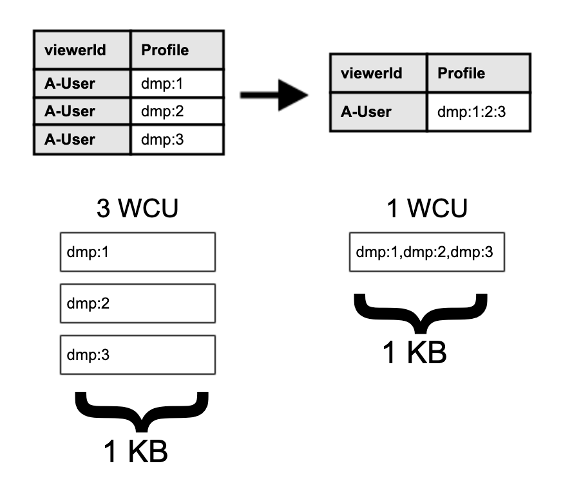 viewerId Profile
A-User dmp:1
A-User dmp:2
A-User dmp:3
viewerId Profile
A-User dmp:1:2:3
3 WCU
dmp:1
dmp:2
dmp:3
1 KB
1 WCU
dmp:1,dmp:2,dmp:3
1 KB